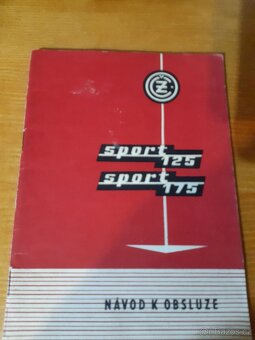 ČZ
sport 125
sport 175
NÁVOD K OBSLUZE